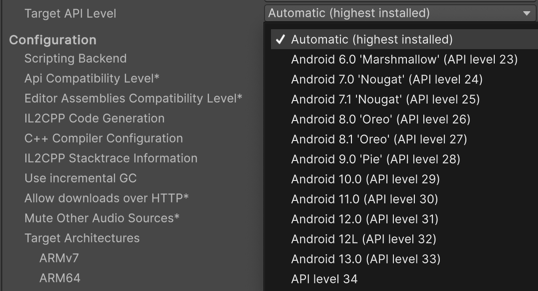 Target API Level
Automatic (highest installed)
✓ Automatic (highest installed)
Android 6.0 'Marshmallow' (API level 23)
Android 7.0 'Nougat' (API level 24)
Android 7.1 'Nougat' (API level 25)
Android 8.0 'Oreo' (API level 26)
Android 8.1 'Oreo' (API level 27)
Android 9.0 'Pie' (API level 28)
Android 10.0 (API level 29)
Android 11.0 (API level 30)
Android 12.0 (API level 31)
Android 12L (API level 32)
Android 13.0 (API level 33)
API level 34
Configuration
Scripting Backend
Api Compatibility Level*
Editor Assemblies Compatibility Level*
IL2CPP Code Generation
C++ Compiler Configuration
IL2CPP Stacktrace Information
Use incremental GC
Allow downloads over HTTP*
Mute Other Audio Sources*
Target Architectures
ARMv7
ARM64